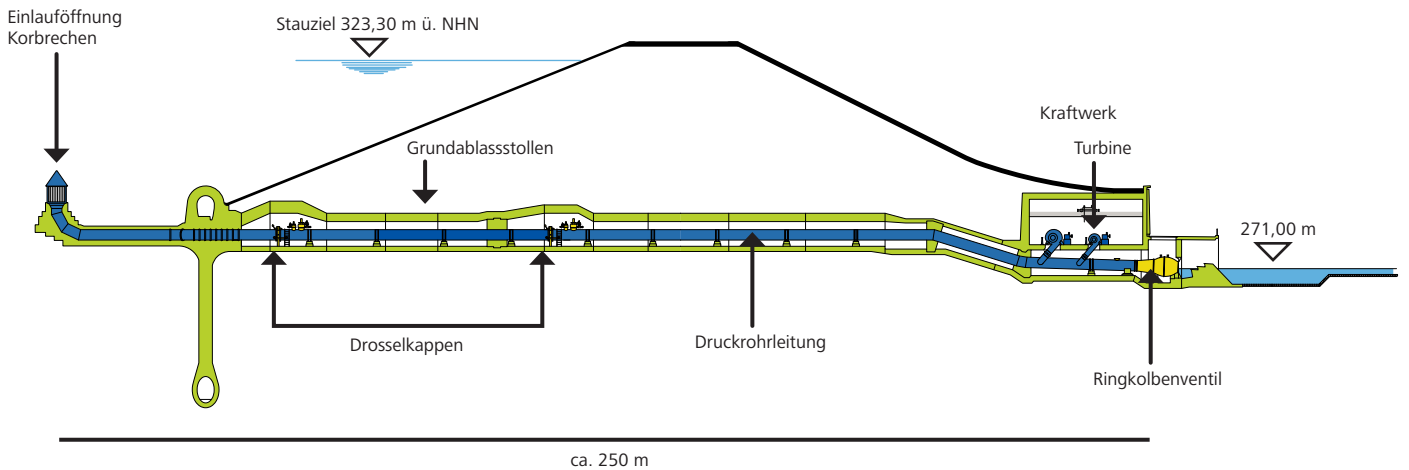 Einlauföffnung
Korbrechen
Stauziel 323,30 m ü. NHN
Kraftwerk
Grundablassstollen
Turbine
271,00 m
Drosselkappen
Druckrohrleitung
Ringkolbenventil
ca. 250 m